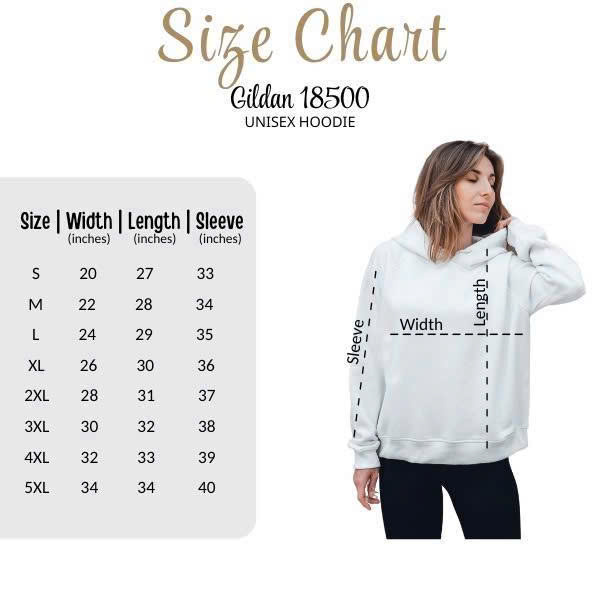 Size Chart
Gildan 18500
UNISEX HOODIE
Size | Width | Length | Sleeve
(inches) (inches) (inches)
S 20 27 33
M 22 28 34
L 24 29 35
XL 26 30 36
2XL 28 31 37
3XL 30 32 38
4XL 32 33 39
5XL 34 34 40
Sleeve
Width
Length